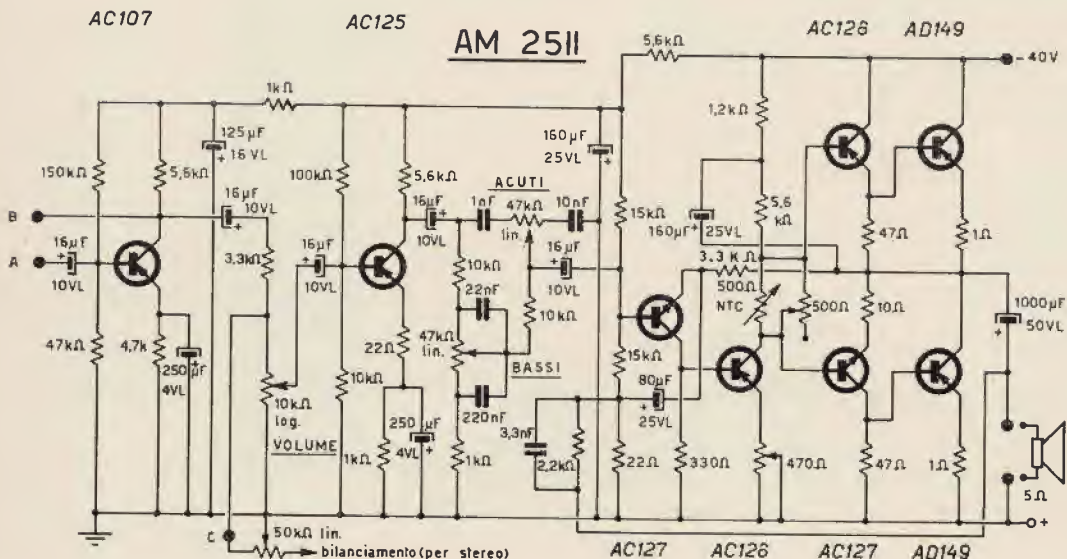 AC107
AC125
AC126
AD149
AM 25II
5,6kΩ
- 40V
1kΩ
125µF
16VL
1,2kΩ
160µF
25VL
150kΩ
5,6kΩ
100kΩ
5,6kΩ
ACUTI
16µF
10VL
B
16µF
10VL
1nF
47kΩ
lin.
10nF
15kΩ
160µF
25VL
5,6
kΩ
47Ω
1Ω
A
16µF
10VL
3,3kΩ
16µF
10VL
10kΩ
16µF
10VL
3.3 KΩ
500Ω
NTC
500Ω
10Ω
1000µF
50VL
22nF
10kΩ
47kΩ
4,7k
250µF
4VL
10kΩ
log.
VOLUME
10kΩ
22Ω
47kΩ
lin.
BASSI
15kΩ
80µF
25VL
220nF
250µF
4VL
1kΩ
1kΩ
3,3nF
2,2kΩ
22Ω
330Ω
470Ω
47Ω
1Ω
5Ω
+
C
50kΩ lin.
bilanciamento (per stereo)
AC127
AC126
AC127
AD149